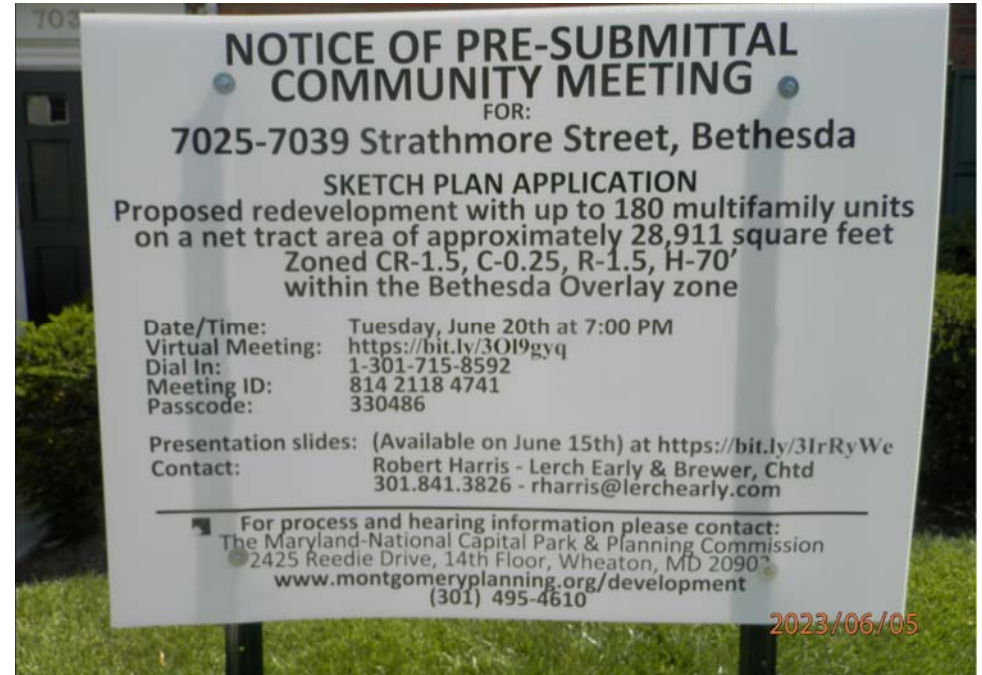 703
NOTICE OF PRE-SUBMITTAL
COMMUNITY MEETING
FOR:
7025-7039 Strathmore Street, Bethesda
SKETCH PLAN APPLICATION
Proposed redevelopment with up to 180 multifamily units
on a net tract area of approximately 28,911 square feet
Zoned CR-1.5, C-0.25, R-1.5, H-70’
within the Bethesda Overlay zone
Date/Time: Tuesday, June 20th at 7:00 PM
Virtual Meeting: https://bit.ly/3Ol9gyq
Dial In: 1-301-715-8592
Meeting ID: 814 2118 4741
Passcode: 330486
Presentation slides: (Available on June 15th) at https://bit.ly/3IrRyWe
Contact: Robert Harris - Lerch Early & Brewer, Chtd
301.841.3826 - rharris@lerchearly.com
For process and hearing information please contact:
The Maryland-National Capital Park & Planning Commission
2425 Reedie Drive, 14th Floor, Wheaton, MD 20902
www.montgomeryplanning.org/development
(301) 495-4610
2023/06/05